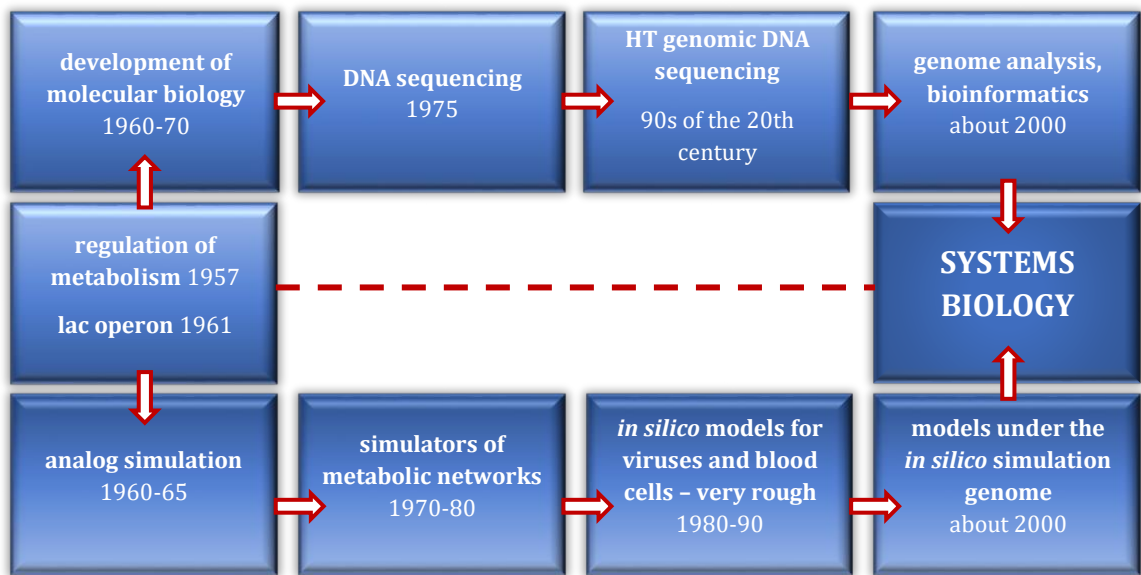 development of
molecular biology
1960-70
DNA sequencing
1975
HT genomic DNA
sequencing
90s of the 20th
century
genome analysis,
bioinformatics
about 2000
regulation of
metabolism 1957
lac operon 1961
SYSTEMS
BIOLOGY
analog simulation
1960-65
simulators of
metabolic networks
1970-80
in silico models for
viruses and blood
cells – very rough
1980-90
models under the
in silico simulation
genome
about 2000